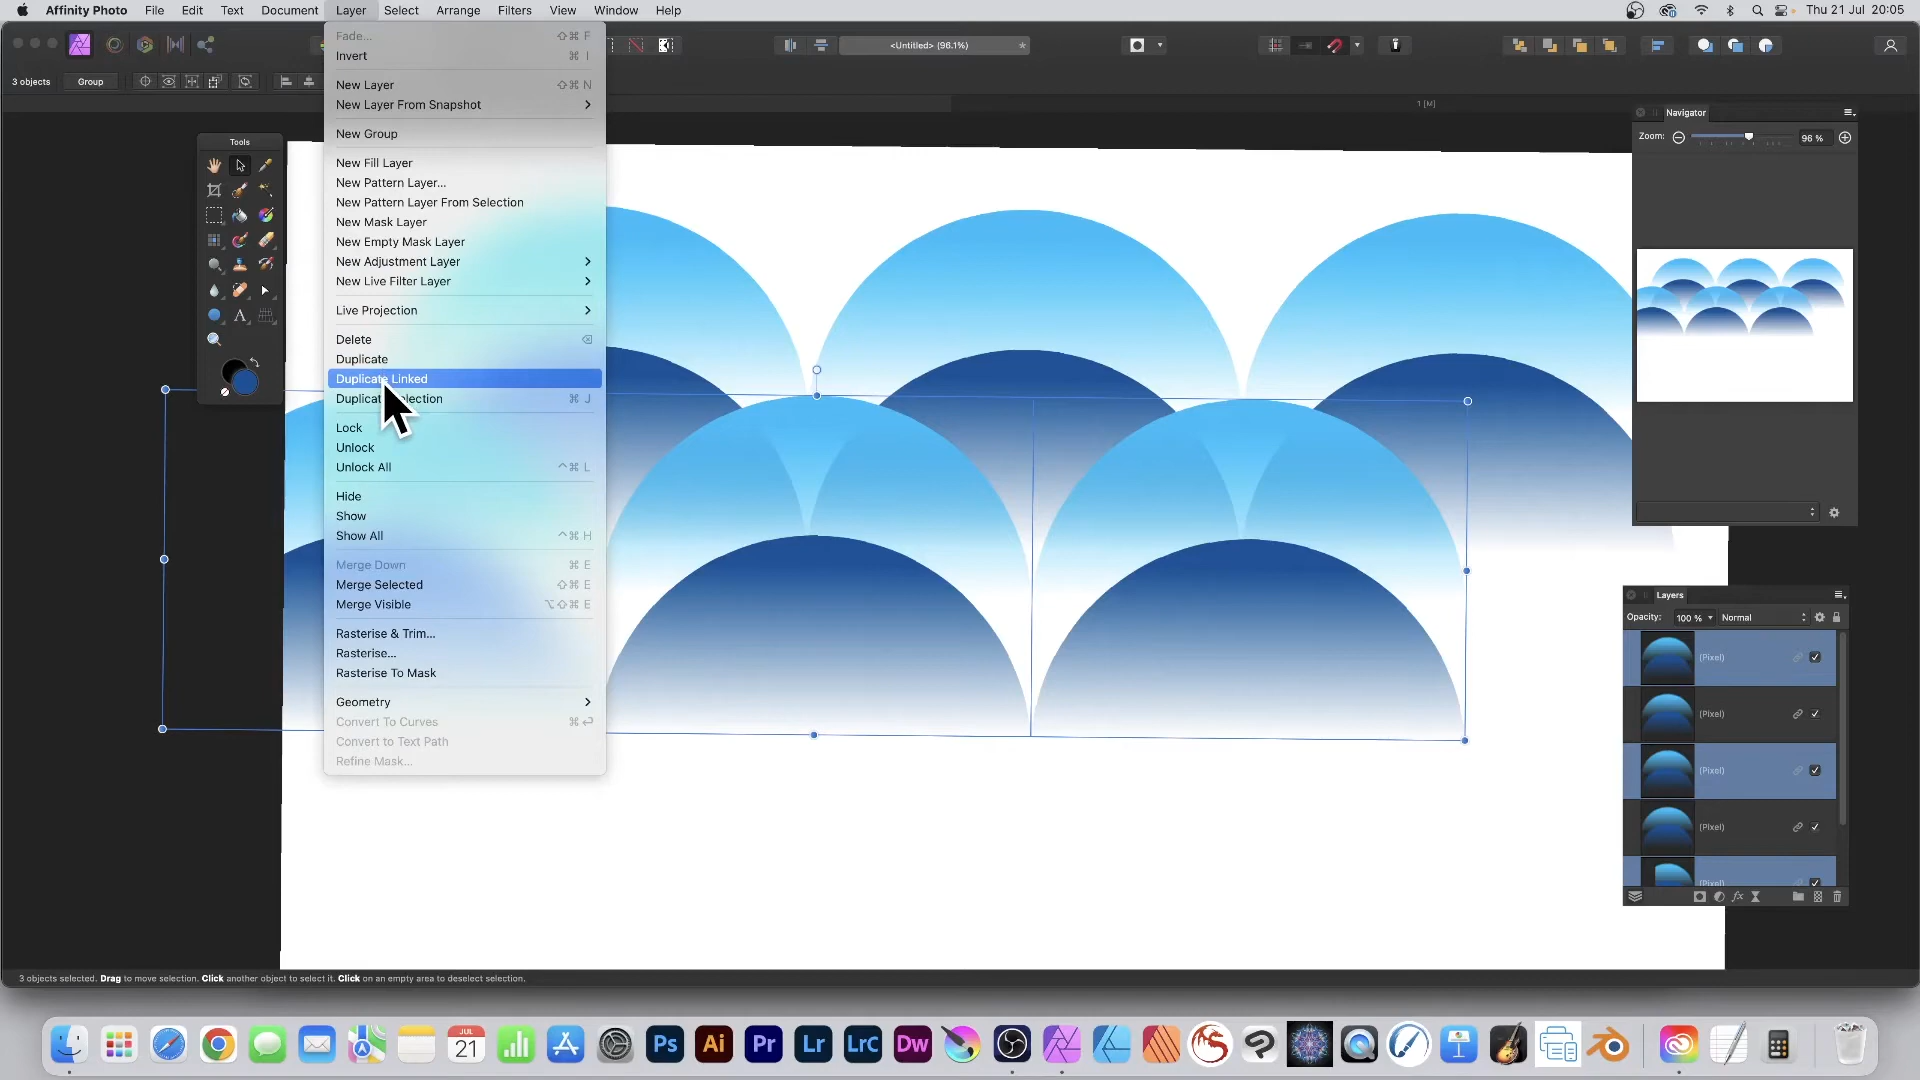 Affinity Photo File Edit Text Document Layer Select Arrange Filters View Window Help Thu 21 Jul 20:05
<Untitled> (96.1%)
3 objects Group
1 [M]
Fade... ⇧⌘ F
Invert ⌘ I
New Layer ⇧⌘ N
New Layer From Snapshot
New Group
New Fill Layer
New Pattern Layer...
New Pattern Layer From Selection
New Mask Layer
New Empty Mask Layer
New Adjustment Layer
New Live Filter Layer
Live Projection
Delete ⌫
Duplicate
Duplicate Linked
Duplicate Selection ⌘ J
Lock
Unlock
Unlock All ^⌘ L
Hide
Show
Show All ^⌘ H
Merge Down ⌘ E
Merge Selected ⇧⌘ E
Merge Visible ⌥⇧⌘ E
Rasterise & Trim...
Rasterise...
Rasterise To Mask
Geometry
Convert To Curves ⌘⏎
Convert to Text Path
Refine Mask...
Tools
A
Navigator
Zoom: 96 %
Layers
Opacity: 100 % Normal
(Pixel)
(Pixel)
(Pixel)
(Pixel)
(Pixel)
fx
3 objects selected. Drag to move selection. Click another object to select it. Click on an empty area to deselect selection.
JUL
21
Ps Ai Pr Lr LrC Dw